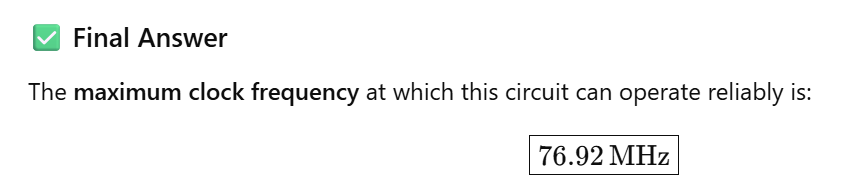 ✅ Final Answer
The maximum clock frequency at which this circuit can operate reliably is:
76.92 MHz